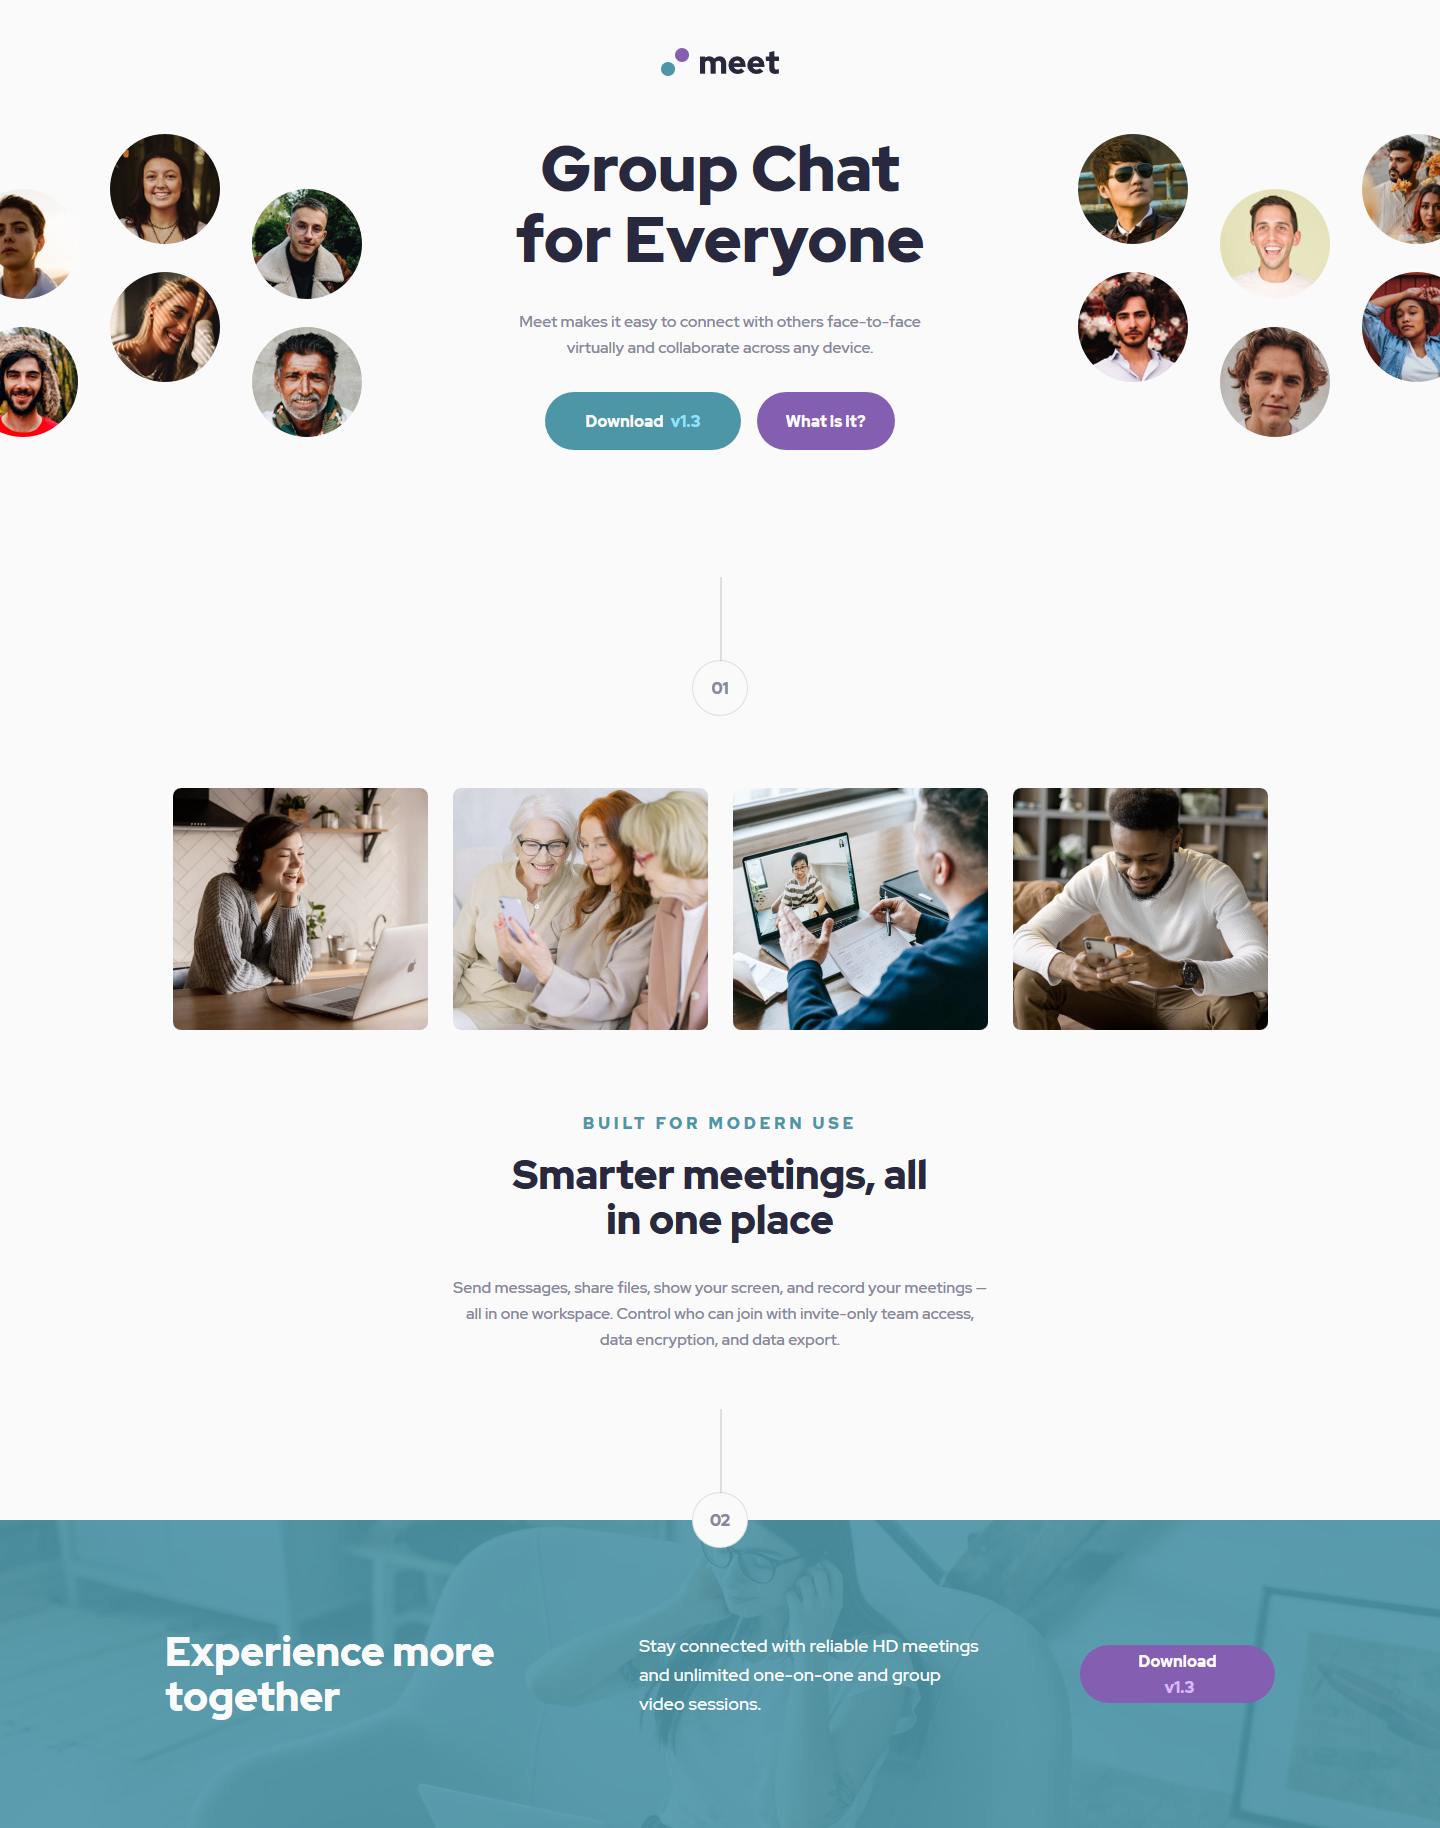 meet
Group Chat
for Everyone
Meet makes it easy to connect with others face-to-face
virtually and collaborate across any device.
Download v1.3
What is it?
01
BUILT FOR MODERN USE
Smarter meetings, all
in one place
Send messages, share files, show your screen, and record your meetings —
all in one workspace. Control who can join with invite-only team access,
data encryption, and data export.
02
Experience more
together
Stay connected with reliable HD meetings
and unlimited one-on-one and group
video sessions.
Download
v1.3